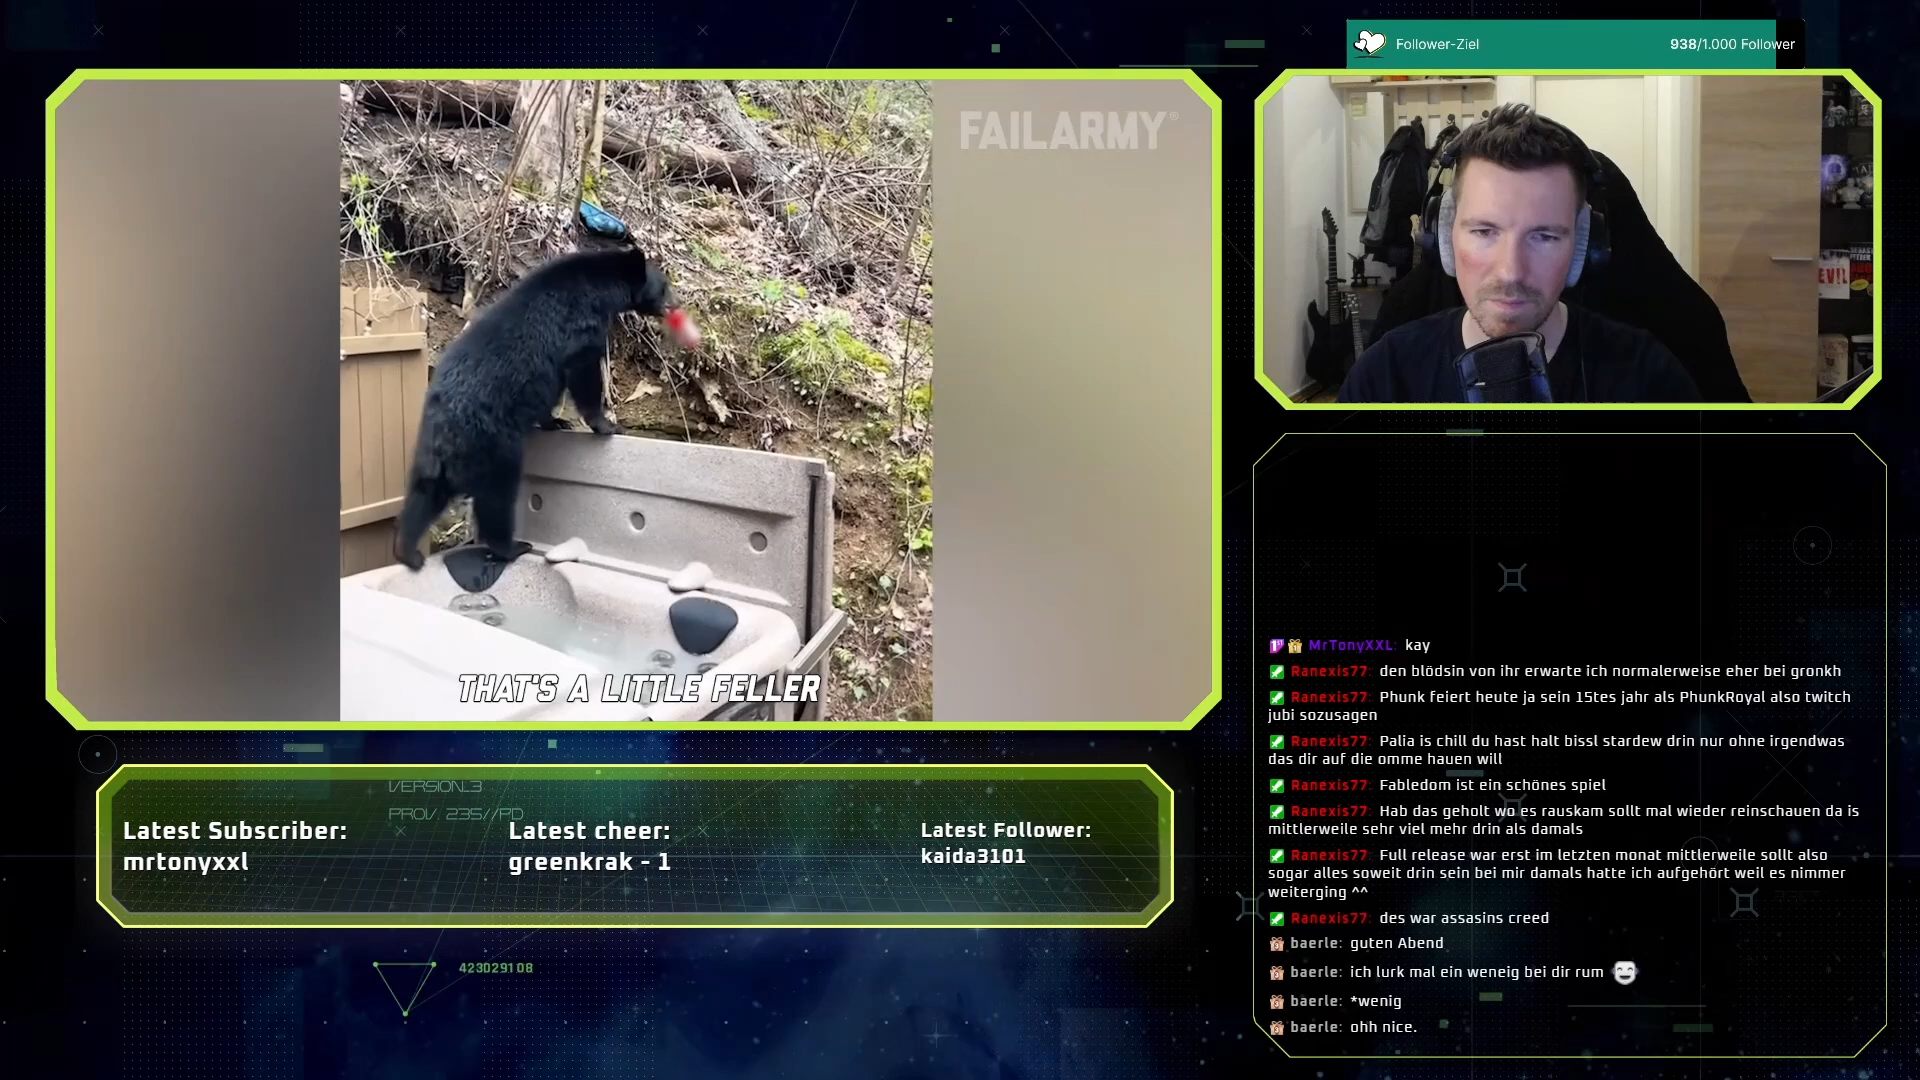 Follower-Ziel 938/1.000 Follower
FAILARMY®
THAT'S A LITTLE FELLER
EVIL
MrTonyXXL: kay
Ranexis77: den blödsin von ihr erwarte ich normalerweise eher bei gronkh
Ranexis77: Phunk feiert heute ja sein 15tes jahr als PhunkRoyal also twitch
jubi sozusagen
Ranexis77: Palia is chill du hast halt bissl stardew drin nur ohne irgendwas
das dir auf die omme hauen will
Ranexis77: Fabledom ist ein schönes spiel
Ranexis77: Hab das geholt wo es rauskam sollt mal wieder reinschauen da is
mittlerweile sehr viel mehr drin als damals
Ranexis77: Full release war erst im letzten monat mittlerweile sollt also
sogar alles soweit drin sein bei mir damals hatte ich aufgehört weil es nimmer
weiterging ^^
Ranexis77: des war assasins creed
baerle: guten Abend
baerle: ich lurk mal ein weneig bei dir rum
baerle: *wenig
baerle: ohh nice.
VERSION_3
PROV. 235//PD
Latest Subscriber:
mrtonyxxl
Latest cheer:
greenkrak - 1
Latest Follower:
kaida3101
423029108